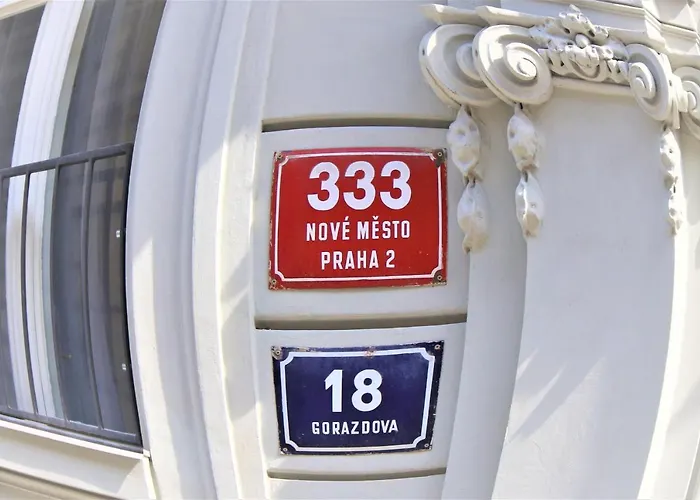 333
NOVÉ MĚSTO
PRAHA 2
18
GORAZDOVA